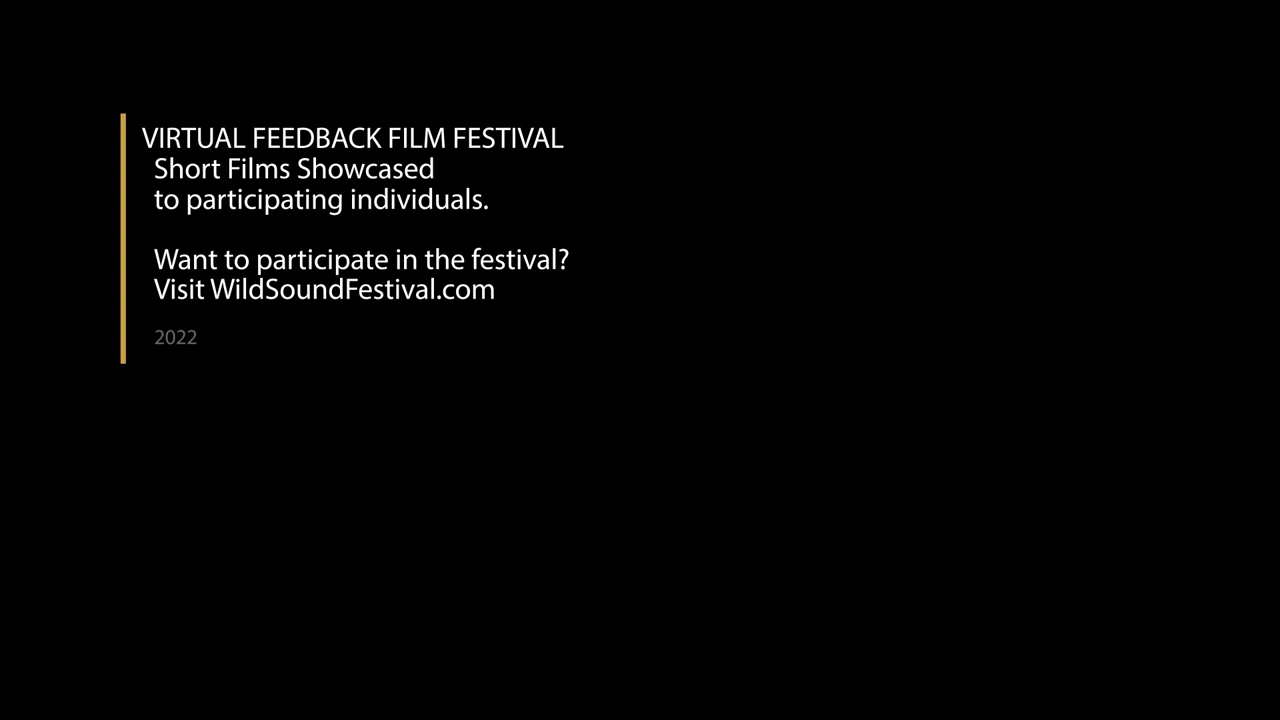 VIRTUAL FEEDBACK FILM FESTIVAL
Short Films Showcased
to participating individuals.
Want to participate in the festival?
Visit WildSoundFestival.com
2022